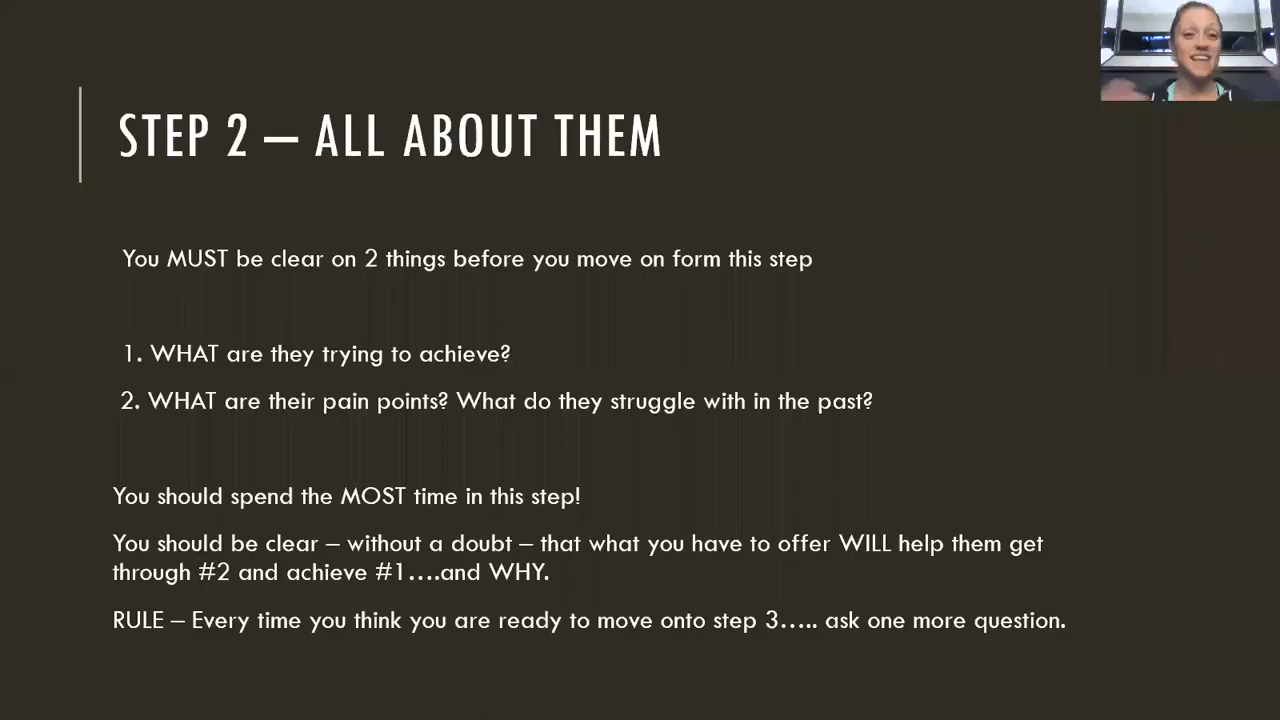 STEP 2 – ALL ABOUT THEM
You MUST be clear on 2 things before you move on form this step
1. WHAT are they trying to achieve?
2. WHAT are their pain points? What do they struggle with in the past?
You should spend the MOST time in this step!
You should be clear – without a doubt – that what you have to offer WILL help them get
through #2 and achieve #1....and WHY.
RULE – Every time you think you are ready to move onto step 3..... ask one more question.